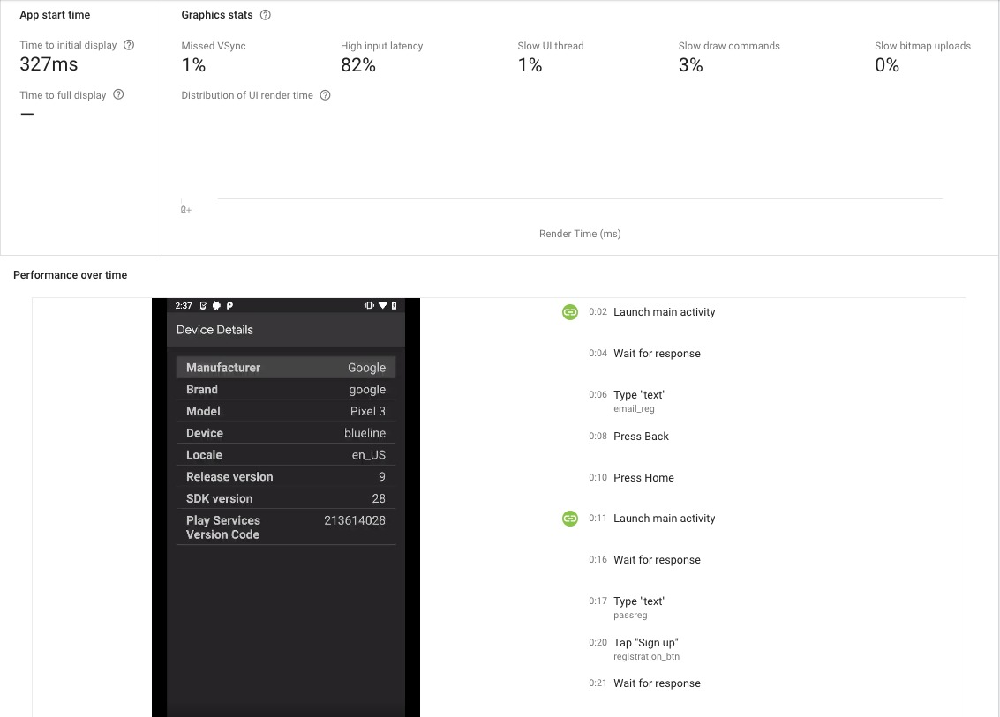 App start time
Graphics stats
Time to initial display
327ms
Time to full display
—
Missed VSync
1%
High input latency
82%
Slow UI thread
1%
Slow draw commands
3%
Slow bitmap uploads
0%
Distribution of UI render time
Render Time (ms)
Performance over time
2:37
Device Details
Manufacturer Google
Brand google
Model Pixel 3
Device blueline
Locale en_US
Release version 9
SDK version 28
Play Services 213614028
Version Code
0:02 Launch main activity
0:04 Wait for response
0:06 Type "text"
email_reg
0:08 Press Back
0:10 Press Home
0:11 Launch main activity
0:16 Wait for response
0:17 Type "text"
passreg
0:20 Tap "Sign up"
registration_btn
0:21 Wait for response